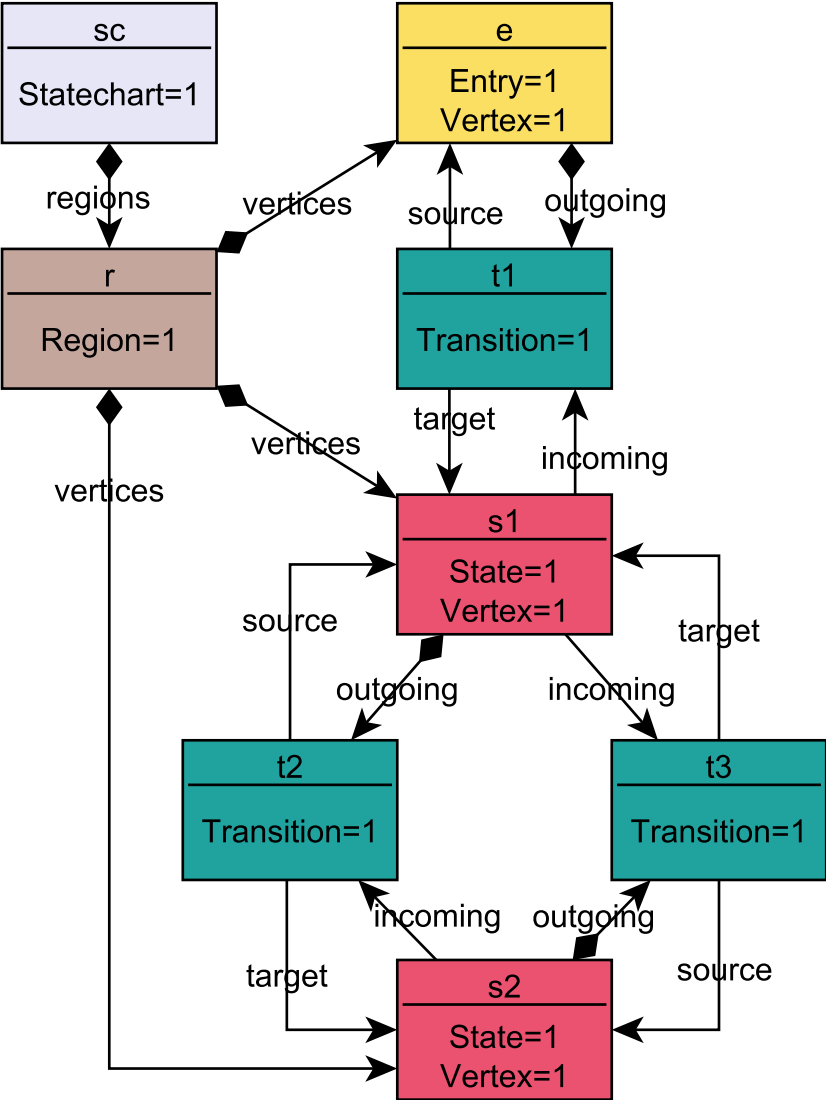 sc
Statechart=1
e
Entry=1
Vertex=1
regions
vertices
source
outgoing
r
Region=1
t1
Transition=1
target
vertices
incoming
vertices
s1
State=1
Vertex=1
source
target
outgoing
incoming
t2
Transition=1
t3
Transition=1
incoming
outgoing
target
source
s2
State=1
Vertex=1